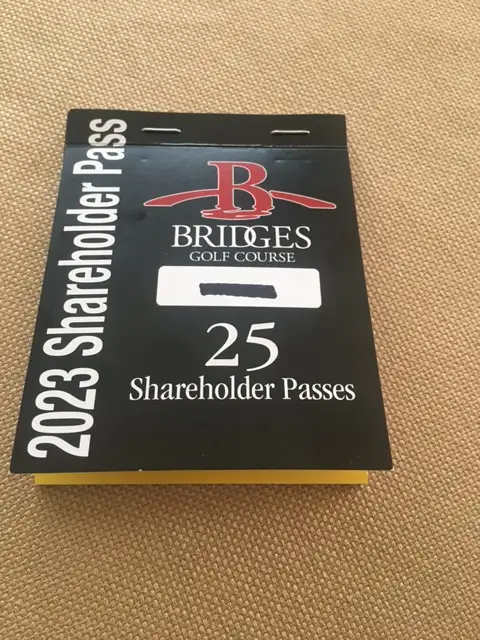 2023 Shareholder Pass
B
BRIDGES
GOLF COURSE
25
Shareholder Passes